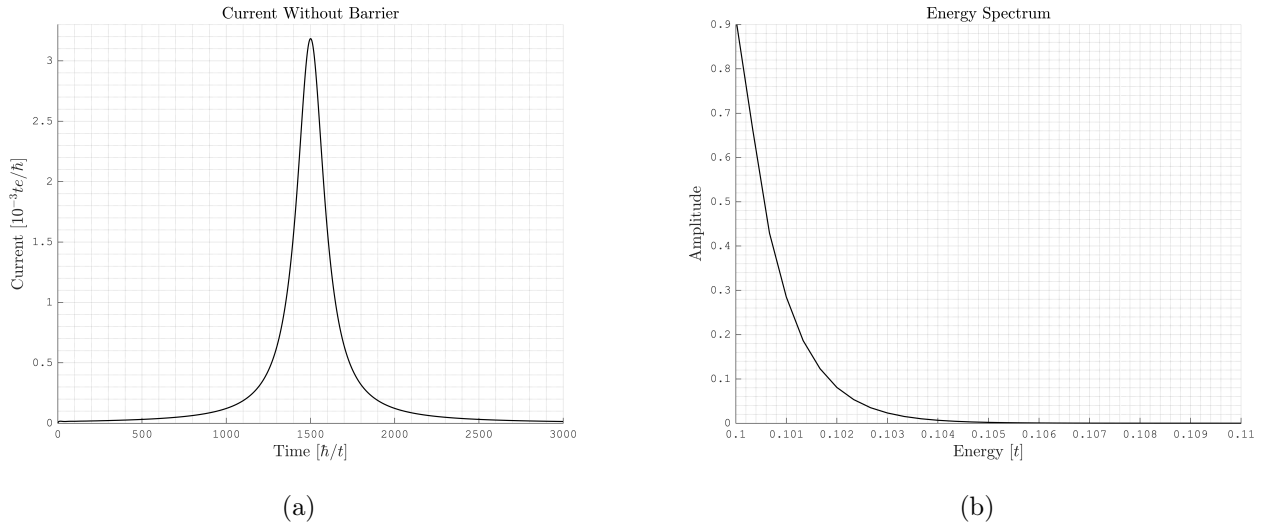 Current Without Barrier
Current [10⁻³te/ħ]
3
2.5
2
1.5
1
0.5
0
0 500 1000 1500 2000 2500 3000
Time [ħ/t]
(a)
Energy Spectrum
Amplitude
0.9
0.8
0.7
0.6
0.5
0.4
0.3
0.2
0.1
0
0.1 0.101 0.102 0.103 0.104 0.105 0.106 0.107 0.108 0.109 0.11
Energy [t]
(b)